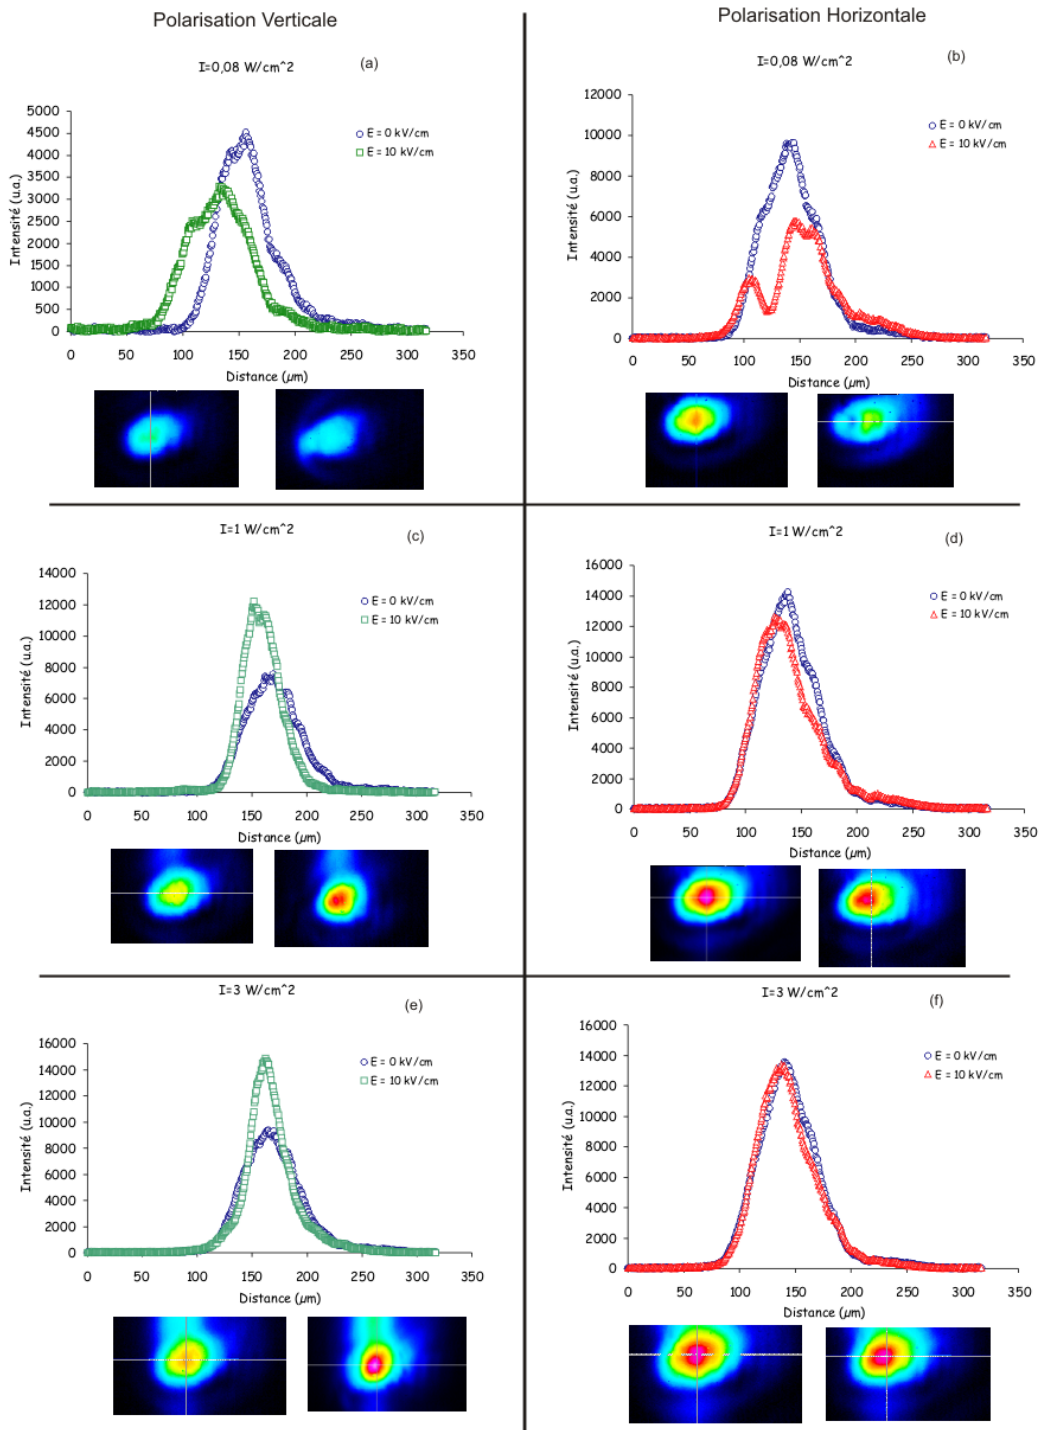 Polarisation Verticale
Polarisation Horizontale
I=0,08 W/cm^2
(a)
5000
4500
4000
3500
3000
2500
2000
1500
1000
500
0
Intensité (u.a.)
E = 0 kV/cm
E = 10 kV/cm
0 50 100 150 200 250 300 350
Distance (µm)
I=0,08 W/cm^2
(b)
12000
10000
8000
6000
4000
2000
0
Intensité (u.a.)
E = 0 kV/cm
E = 10 kV/cm
0 50 100 150 200 250 300 350
Distance (µm)
I=1 W/cm^2
(c)
14000
12000
10000
8000
6000
4000
2000
0
Intensité (u.a.)
E = 0 kV/cm
E = 10 kV/cm
0 50 100 150 200 250 300 350
Distance (µm)
I=1 W/cm^2
(d)
16000
14000
12000
10000
8000
6000
4000
2000
0
Intensité (u.a.)
E = 0 kV/cm
E = 10 kV/cm
0 50 100 150 200 250 300 350
Distance (µm)
I=3 W/cm^2
(e)
16000
14000
12000
10000
8000
6000
4000
2000
0
Intensité (u.a.)
E = 0 kV/cm
E = 10 kV/cm
0 50 100 150 200 250 300 350
Distance (µm)
I=3 W/cm^2
(f)
16000
14000
12000
10000
8000
6000
4000
2000
0
Intensité (u.a.)
E = 0 kV/cm
E = 10 kV/cm
0 50 100 150 200 250 300 350
Distance (µm)